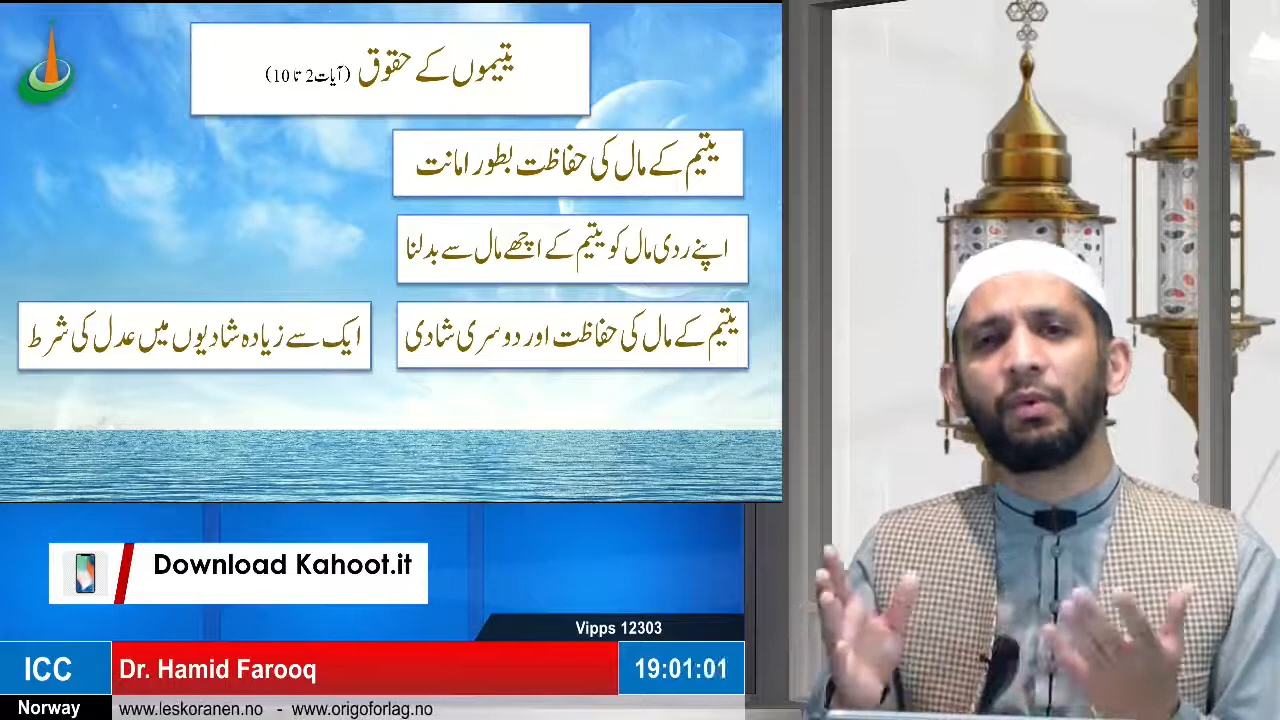 یتیموں کے حقوق (آیات 2 تا 10)
یتیم کے مال کی حفاظت بطور امانت
اپنے ردی مال کو یتیم کے اچھے مال سے بدلنا
یتیم کے مال کی حفاظت اور دوسری شادی
ایک سے زیادہ شادیوں میں عدل کی شرط
Download Kahoot.it
Vipps 12303
ICC
Dr. Hamid Farooq
19:01:01
Norway
www.leskoranen.no - www.origoforlag.no